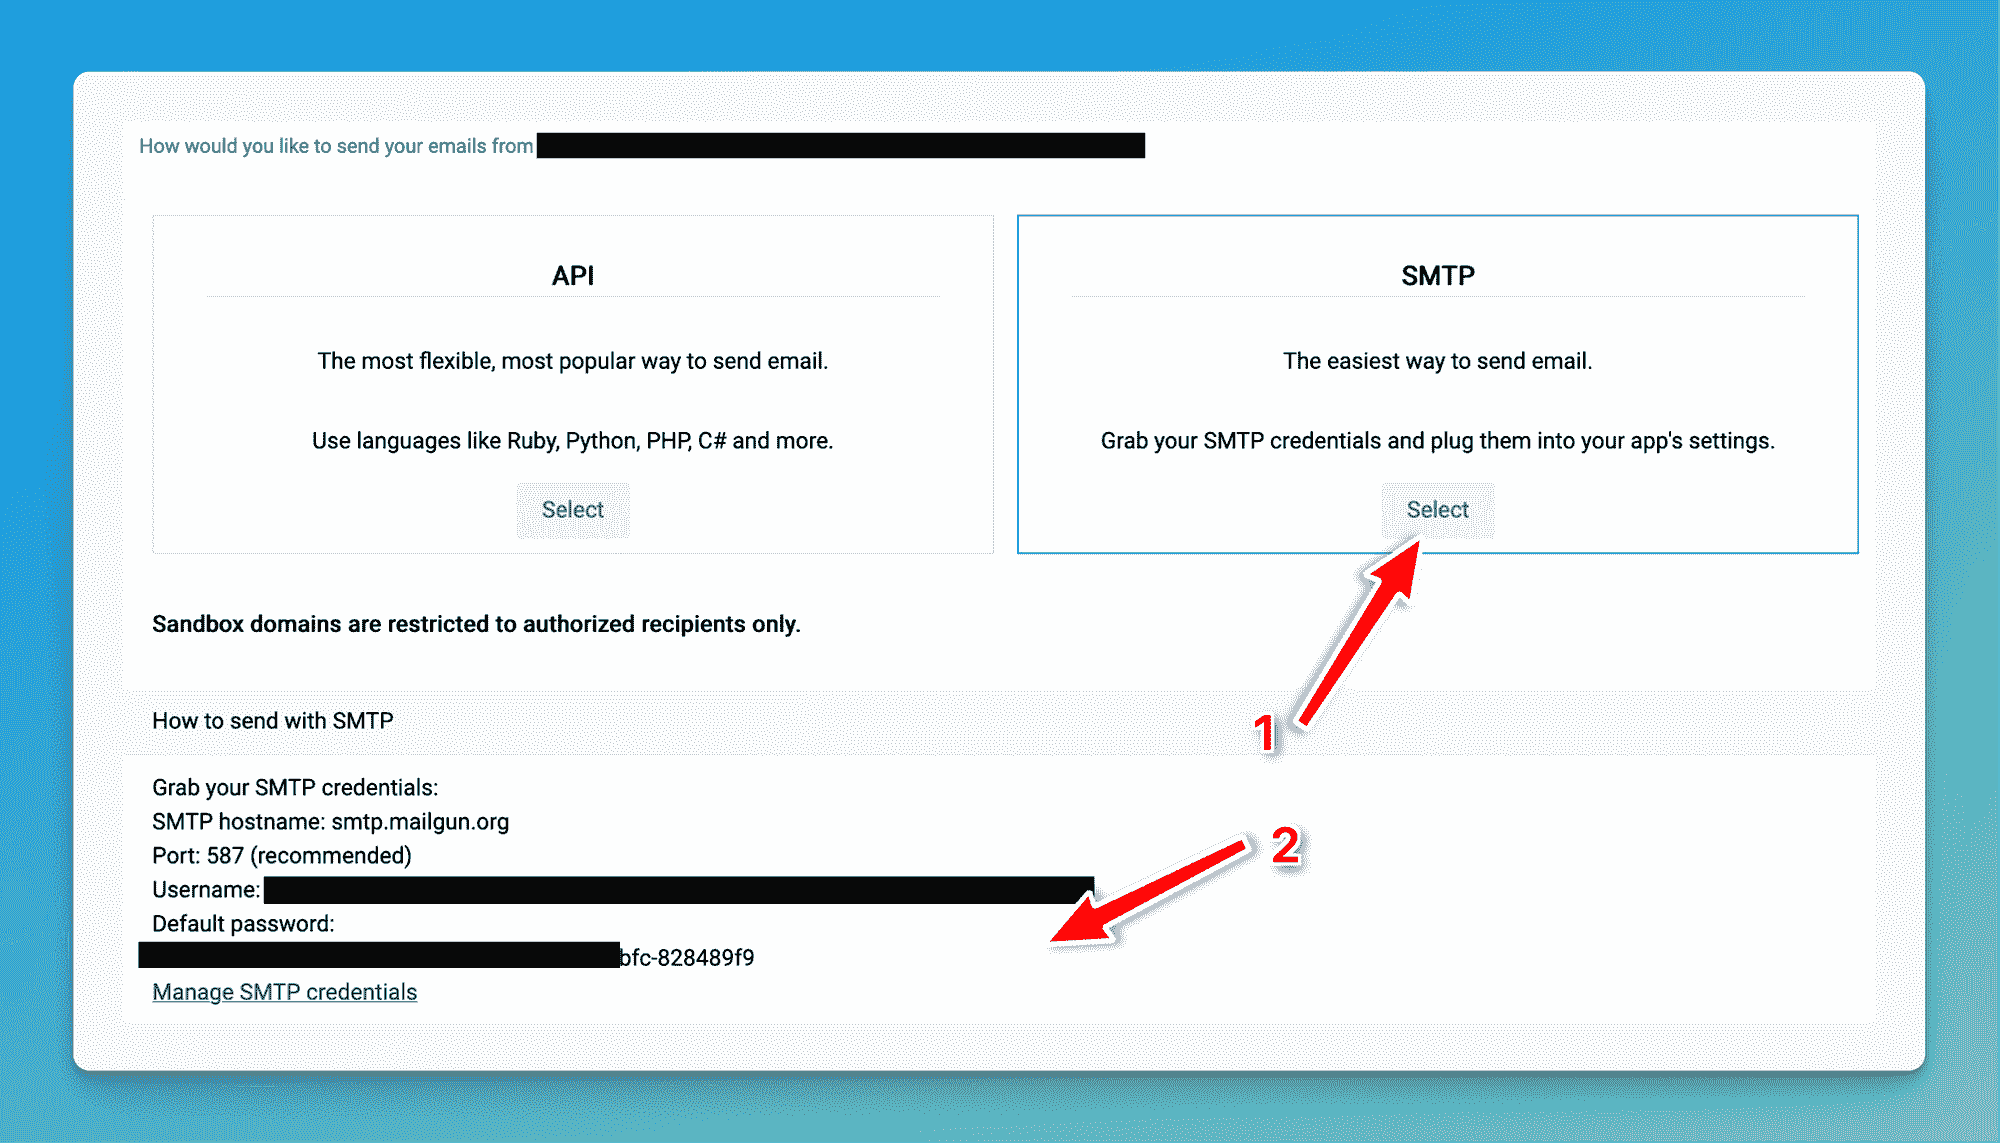 How would you like to send your emails from
API
The most flexible, most popular way to send email.
Use languages like Ruby, Python, PHP, C# and more.
Select
SMTP
The easiest way to send email.
Grab your SMTP credentials and plug them into your app's settings.
Select
Sandbox domains are restricted to authorized recipients only.
1
How to send with SMTP
Grab your SMTP credentials:
SMTP hostname: smtp.mailgun.org
Port: 587 (recommended)
2
Username:
Default password:
bfc-828489f9
Manage SMTP credentials